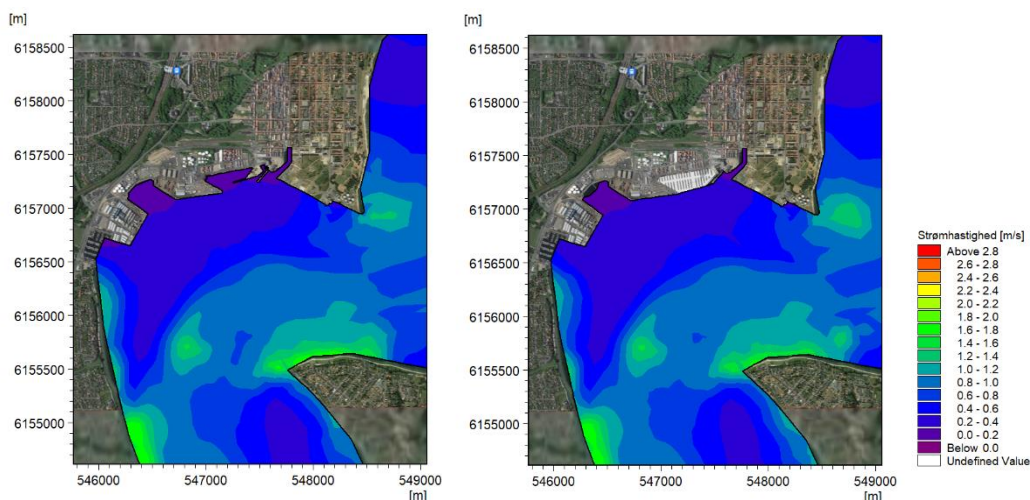 [m]
6158500
6158000
6157500
6157000
6156500
6156000
6155500
6155000
546000 547000 548000 549000
[m]
[m]
6158500
6158000
6157500
6157000
6156500
6156000
6155500
6155000
546000 547000 548000 549000
[m]
Strømhastighed [m/s]
Above 2.8
2.6 - 2.8
2.4 - 2.6
2.2 - 2.4
2.0 - 2.2
1.8 - 2.0
1.6 - 1.8
1.4 - 1.6
1.2 - 1.4
1.0 - 1.2
0.8 - 1.0
0.6 - 0.8
0.4 - 0.6
0.2 - 0.4
0.0 - 0.2
Below 0.0
Undefined Value